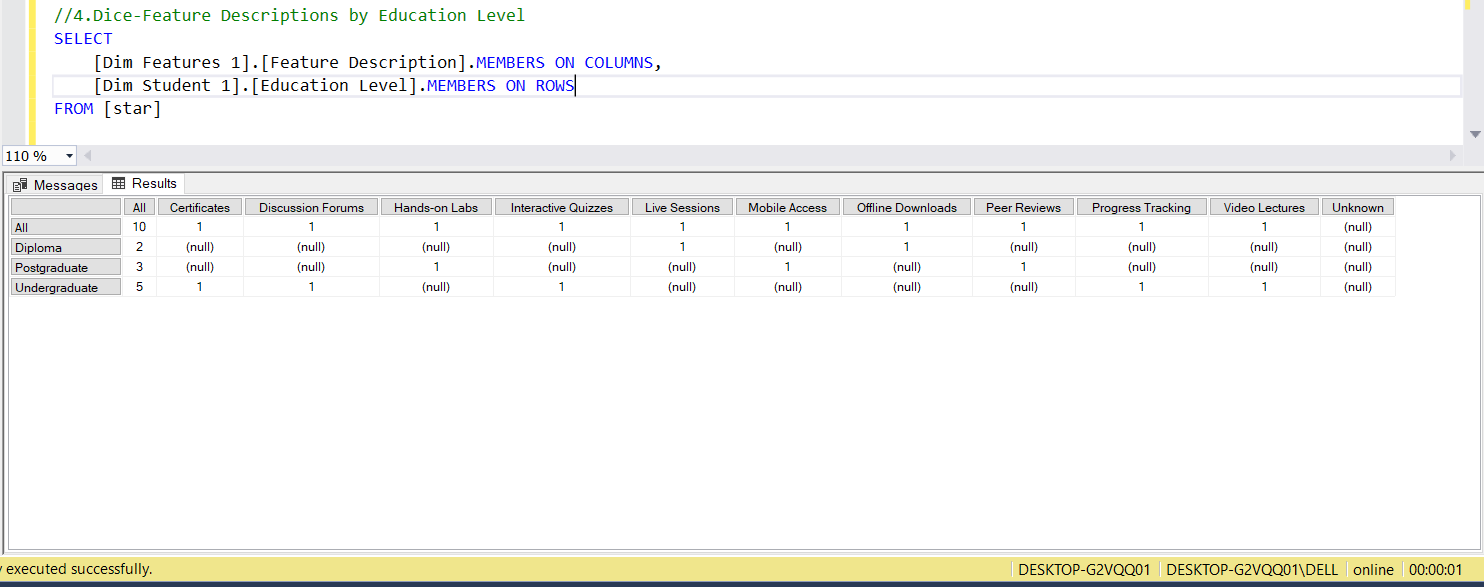 //4.Dice-Feature Descriptions by Education Level
SELECT
[Dim Features 1].[Feature Description].MEMBERS ON COLUMNS,
[Dim Student 1].[Education Level].MEMBERS ON ROWS
FROM [star]
110 %
Messages Results
All Certificates Discussion Forums Hands-on Labs Interactive Quizzes Live Sessions Mobile Access Offline Downloads Peer Reviews Progress Tracking Video Lectures Unknown
All 10 1 1 1 1 1 1 1 1 1 1 (null)
Diploma 2 (null) (null) (null) (null) 1 (null) 1 (null) (null) (null) (null)
Postgraduate 3 (null) (null) 1 (null) (null) 1 (null) 1 (null) (null) (null)
Undergraduate 5 1 1 (null) 1 (null) (null) (null) (null) 1 1 (null)
executed successfully. DESKTOP-G2VQQ01 DESKTOP-G2VQQ01\DELL online 00:00:01